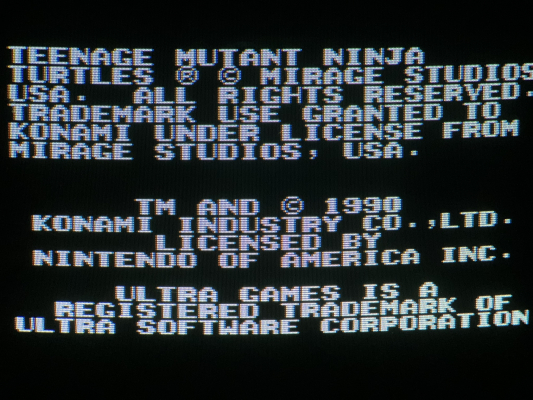 TEENAGE MUTANT NINJA
TURTLES ® © MIRAGE STUDIOS
USA. ALL RIGHTS RESERVED.
TRADEMARK USE GRANTED TO
KONAMI UNDER LICENSE FROM
MIRAGE STUDIOS, USA.
TM AND © 1990
KONAMI INDUSTRY CO.,LTD.
LICENSED BY
NINTENDO OF AMERICA INC.
ULTRA GAMES IS A
REGISTERED TRADEMARK OF
ULTRA SOFTWARE CORPORATION